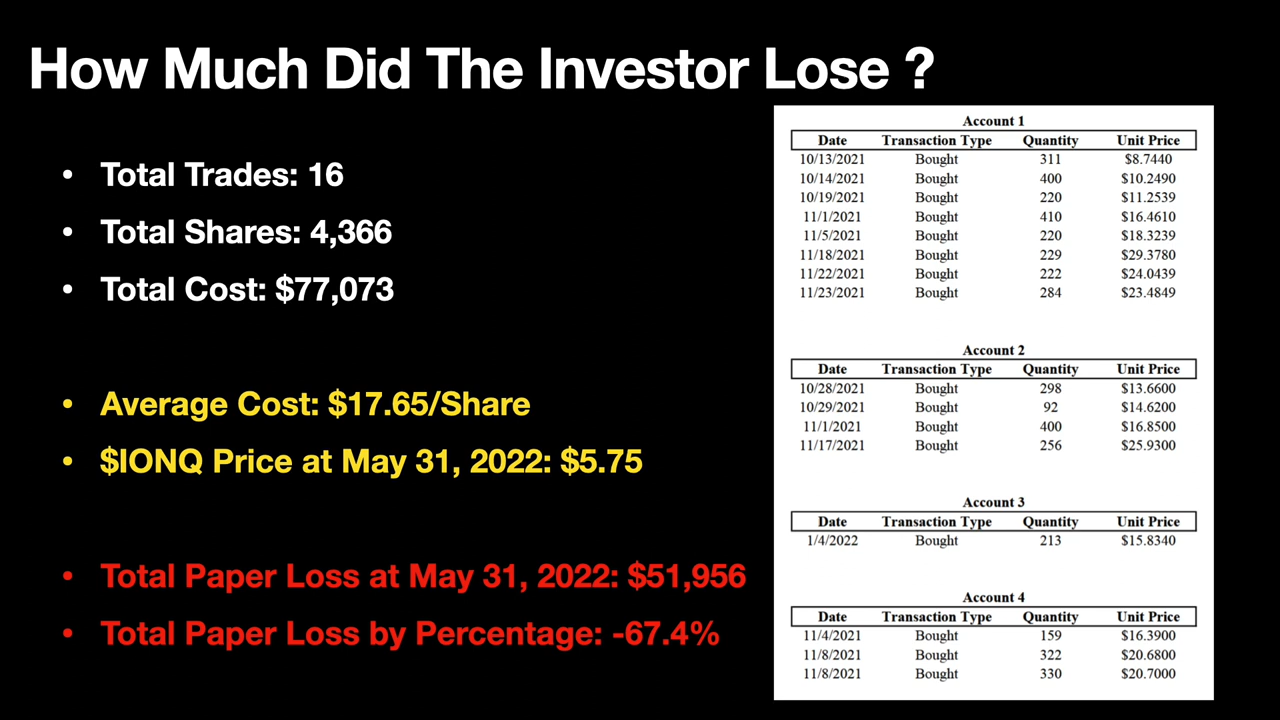 How Much Did The Investor Lose ?
• Total Trades: 16
• Total Shares: 4,366
• Total Cost: $77,073
• Average Cost: $17.65/Share
• $IONQ Price at May 31, 2022: $5.75
• Total Paper Loss at May 31, 2022: $51,956
• Total Paper Loss by Percentage: -67.4%
Account 1
Date Transaction Type Quantity Unit Price
10/13/2021 Bought 311 $8.7440
10/14/2021 Bought 400 $10.2490
10/19/2021 Bought 220 $11.2539
11/1/2021 Bought 410 $16.4610
11/5/2021 Bought 220 $18.3239
11/18/2021 Bought 229 $29.3780
11/22/2021 Bought 222 $24.0439
11/23/2021 Bought 284 $23.4849
Account 2
Date Transaction Type Quantity Unit Price
10/28/2021 Bought 298 $13.6600
10/29/2021 Bought 92 $14.6200
11/1/2021 Bought 400 $16.8500
11/17/2021 Bought 256 $25.9300
Account 3
Date Transaction Type Quantity Unit Price
1/4/2022 Bought 213 $15.8340
Account 4
Date Transaction Type Quantity Unit Price
11/4/2021 Bought 159 $16.3900
11/8/2021 Bought 322 $20.6800
11/8/2021 Bought 330 $20.7000